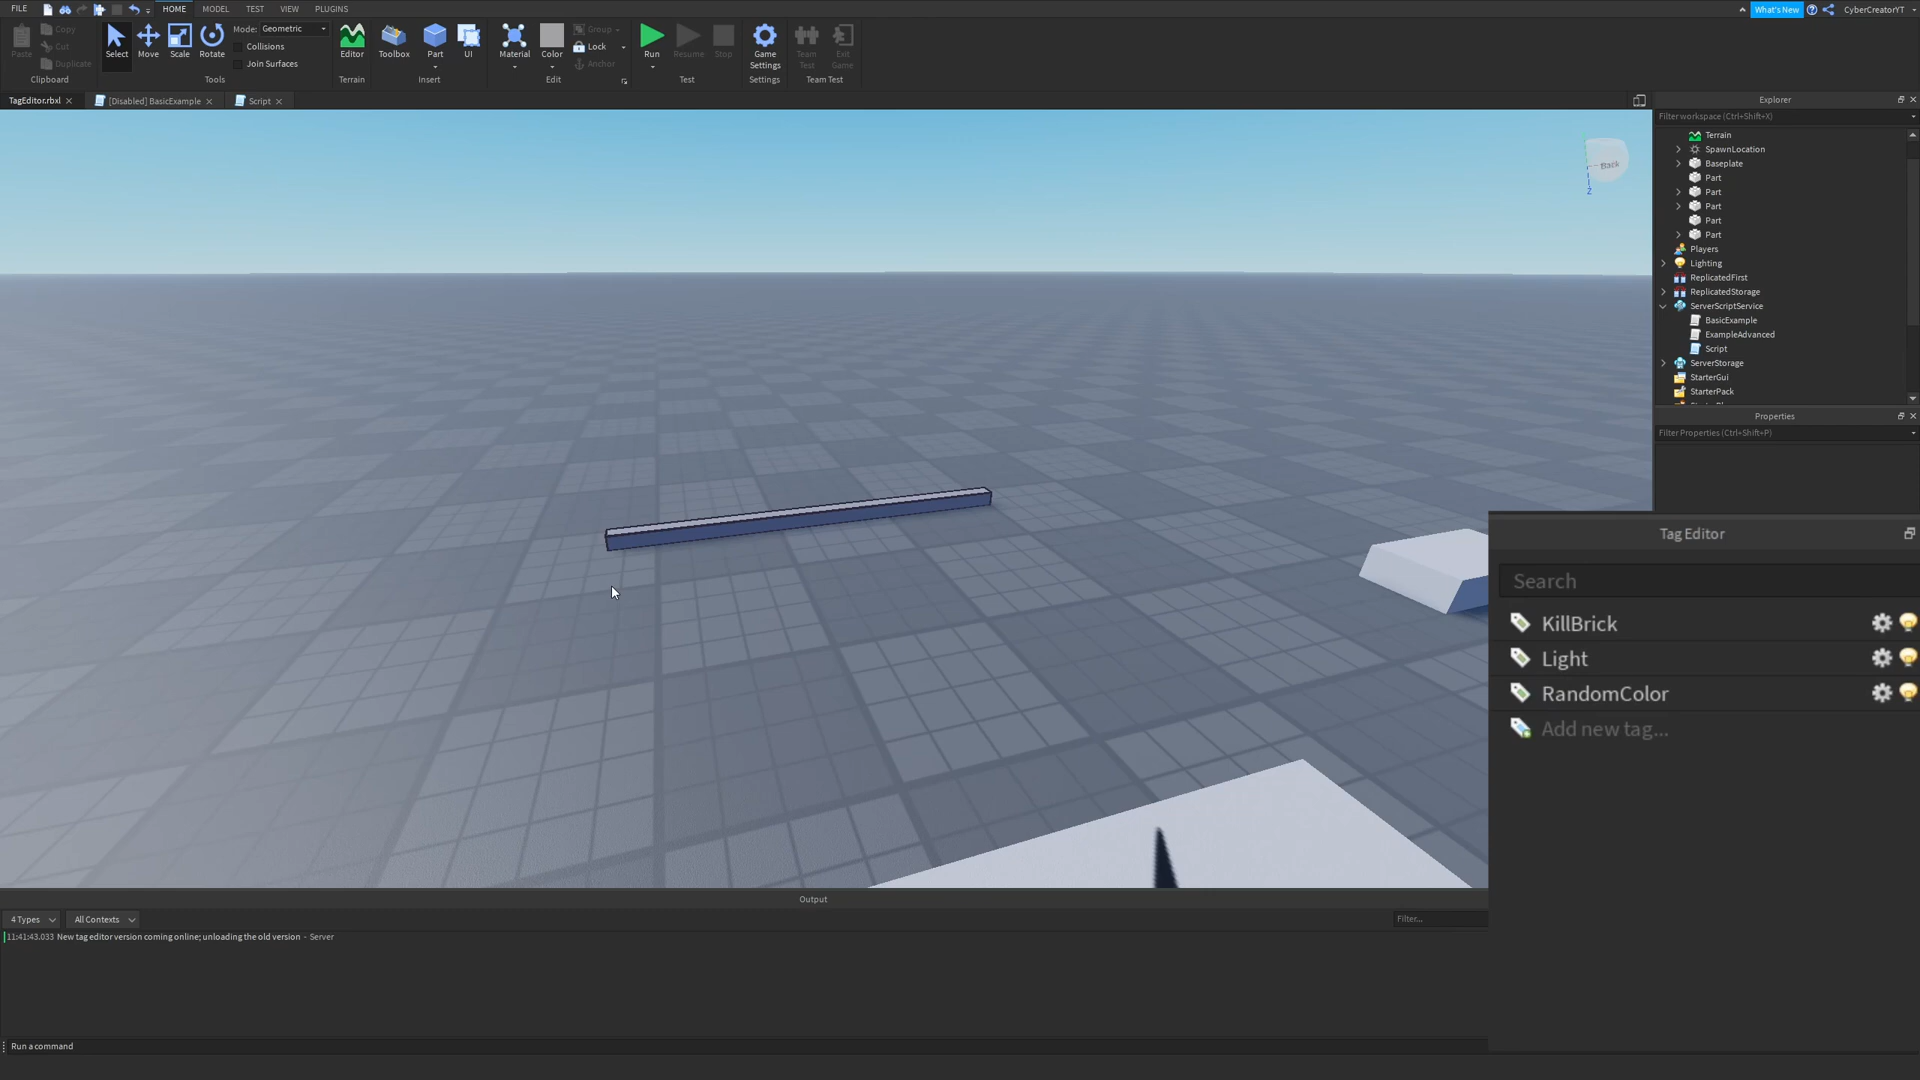 FILE HOME MODEL TEST VIEW PLUGINS What's New CyberCreatorYT
Paste Copy Cut Duplicate Clipboard
Select Move Scale Rotate Mode: Geometric Collisions Join Surfaces Tools
Editor Terrain
Toolbox Part UI Insert
Material Color Group Lock Anchor Edit
Run Resume Stop Test
Game Settings Settings
Team Test Exit Game Team Test
TagEditor.rbxl [Disabled] BasicExample Script
Back
Z
Explorer
Filter workspace (Ctrl+Shift+X)
Terrain
SpawnLocation
Baseplate
Part
Part
Part
Part
Part
Players
Lighting
ReplicatedFirst
ReplicatedStorage
ServerScriptService
BasicExample
ExampleAdvanced
Script
ServerStorage
StarterGui
StarterPack
Properties
Filter Properties (Ctrl+Shift+P)
Tag Editor
Search
KillBrick
Light
RandomColor
Add new tag...
Output
4 Types All Contexts Filter...
11:41:43.033 New tag editor version coming online; unloading the old version - Server
Run a command